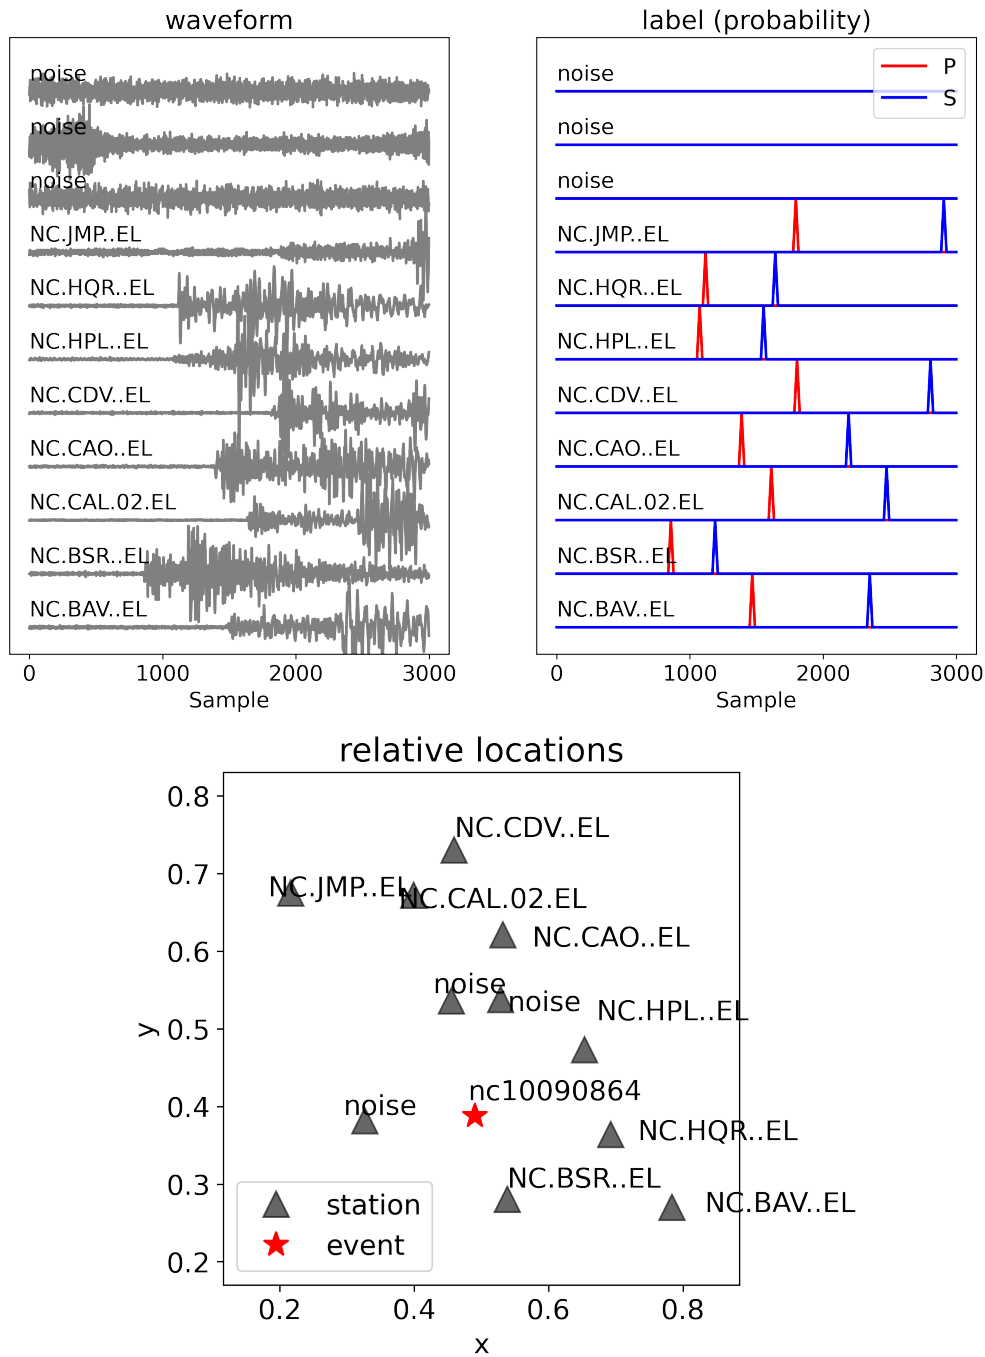 waveform
noise
noise
noise
NC.JMP..EL
NC.HQR..EL
NC.HPL..EL
NC.CDV..EL
NC.CAO..EL
NC.CAL.02.EL
NC.BSR..EL
NC.BAV..EL
0 1000 2000 3000
Sample
label (probability)
P
S
noise
noise
noise
NC.JMP..EL
NC.HQR..EL
NC.HPL..EL
NC.CDV..EL
NC.CAO..EL
NC.CAL.02.EL
NC.BSR..EL
NC.BAV..EL
0 1000 2000 3000
Sample
relative locations
0.8
0.7
0.6
0.5
0.4
0.3
0.2
y
NC.CDV..EL
NC.JMP..EL
NC.CAL.02.EL
NC.CAO..EL
noise
noise
NC.HPL..EL
nc10090864
noise
NC.HQR..EL
NC.BSR..EL
NC.BAV..EL
station
event
0.2 0.4 0.6 0.8
x